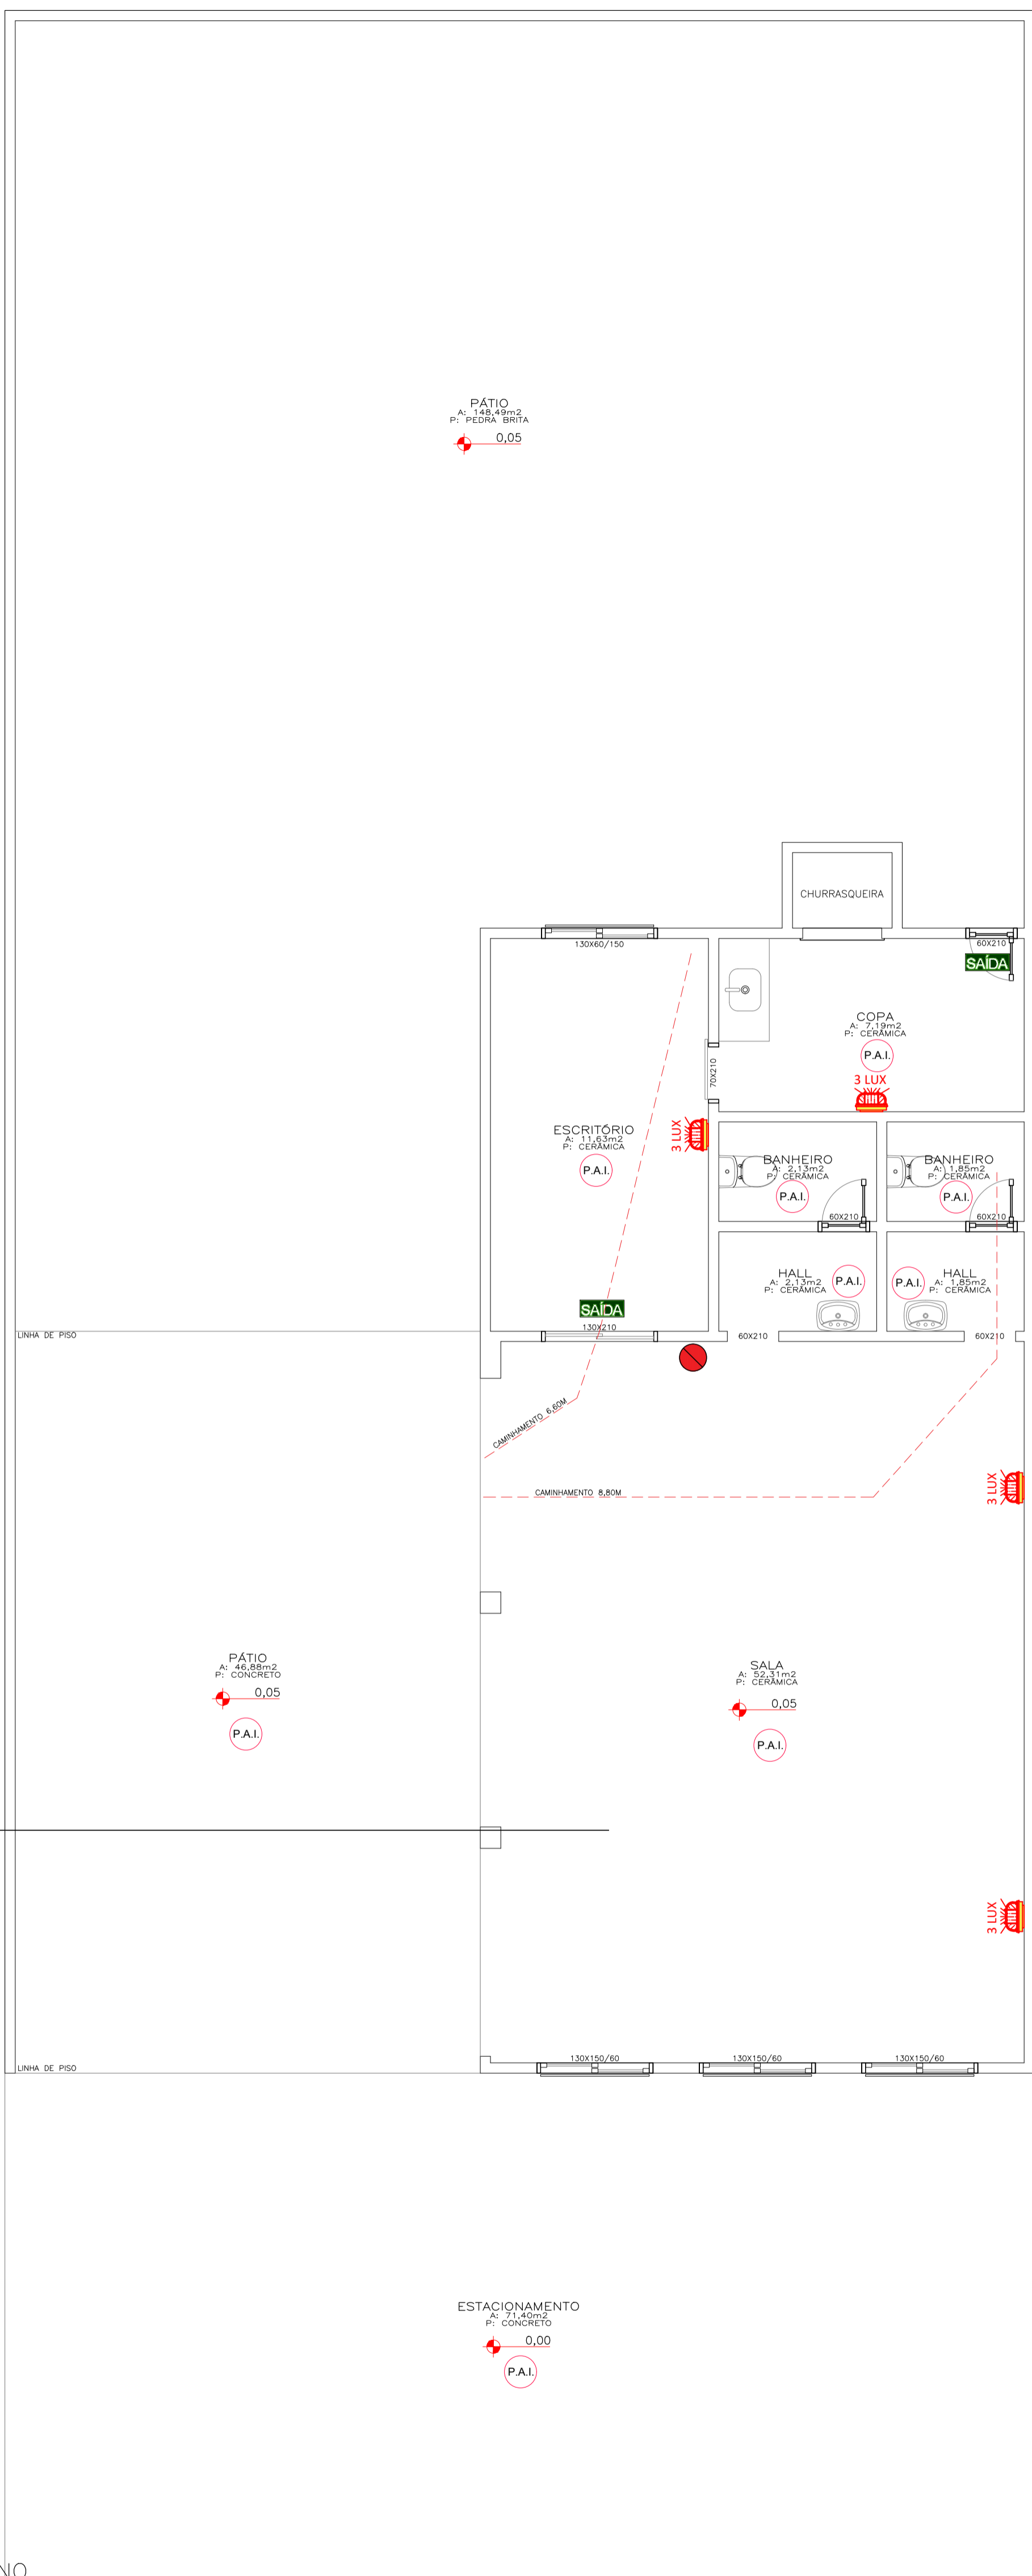 PÁTIO
A: 148,49m2
P: PEDRA BRITA
0,05
CHURRASQUEIRA
130X60/150
60X210
SAÍDA
COPA
A: 7,19m2
P: CERÂMICA
P.A.I.
70X210
3 LUX
3 LUX
ESCRITÓRIO
A: 11,63m2
P: CERÂMICA
P.A.I.
BANHEIRO
A: 2,13m2
P: CERÂMICA
P.A.I.
60X210
BANHEIRO
A: 1,85m2
P: CERÂMICA
P.A.I.
60X210
HALL
A: 2,13m2
P: CERÂMICA
P.A.I.
HALL
A: 1,85m2
P: CERÂMICA
P.A.I.
SAÍDA
130X210
60X210
60X210
LINHA DE PISO
CAMINHAMENTO 6,60M
CAMINHAMENTO 8,80M
3 LUX
PÁTIO
A: 46,88m2
P: CONCRETO
0,05
P.A.I.
SALA
A: 52,31m2
P: CERÂMICA
0,05
P.A.I.
3 LUX
130X150/60
130X150/60
130X150/60
LINHA DE PISO
ESTACIONAMENTO
A: 71,40m2
P: CONCRETO
0,00
P.A.I.